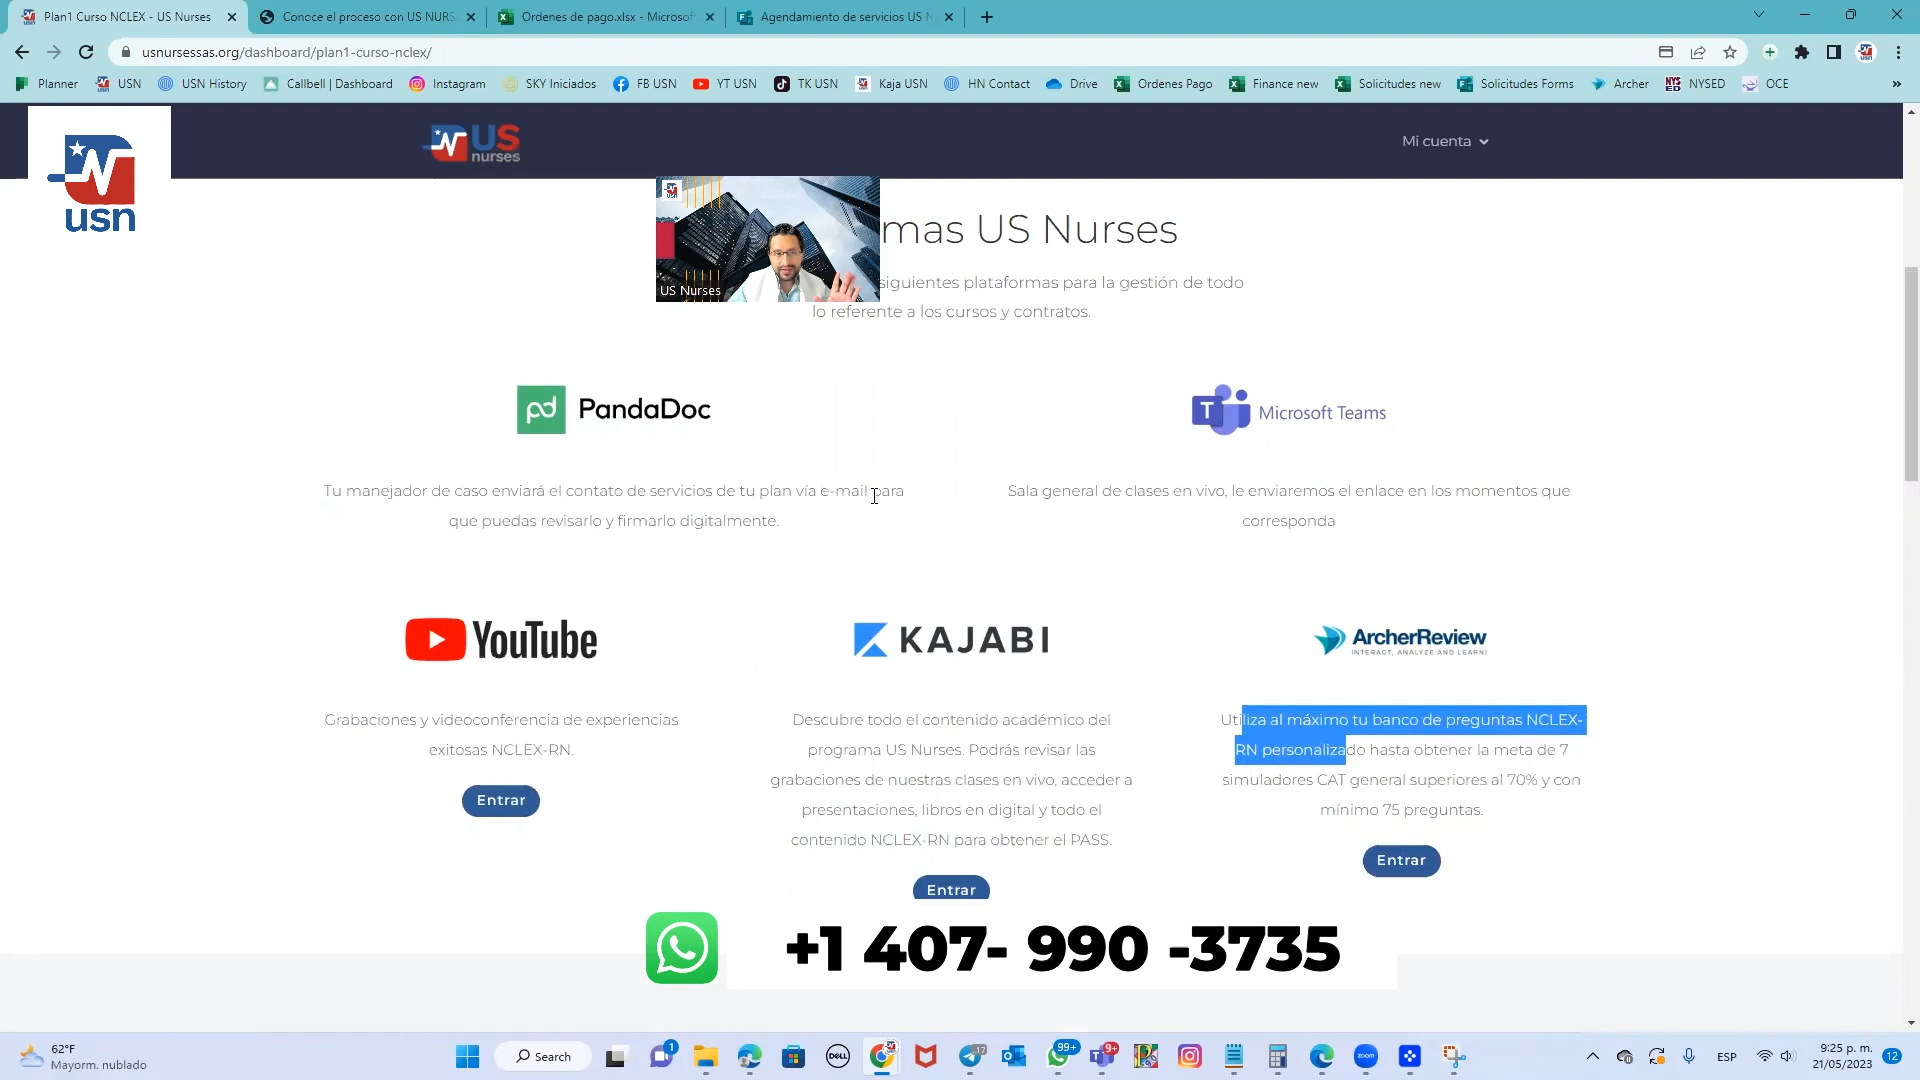 Plan1 Curso NCLEX - US Nurses
Conoce el proceso con US NURS
Ordenes de pago.xlsx - Microsof
Agendamiento de servicios US N
usnursessas.org/dashboard/plan1-curso-nclex/
Planner
USN
USN History
Callbell | Dashboard
Instagram
SKY Iniciados
FB USN
YT USN
TK USN
Kaja USN
HN Contact
Drive
Ordenes Pago
Finance new
Solicitudes new
Solicitudes Forms
Archer
NYSED
OCE
usn
US nurses
Mi cuenta
mas US Nurses
siguientes plataformas para la gestión de todo
lo referente a los cursos y contratos.
US Nurses
pd PandaDoc
T Microsoft Teams
Tu manejador de caso enviará el contato de servicios de tu plan vía e-mail para
que puedas revisarlo y firmarlo digitalmente.
Sala general de clases en vivo, le enviaremos el enlace en los momentos que
corresponda
YouTube
KAJABI
ArcherReview
INTERACT, ANALYZE AND LEARN!
Grabaciones y videoconferencia de experiencias
exitosas NCLEX-RN.
Entrar
Descubre todo el contenido académico del
programa US Nurses. Podrás revisar las
grabaciones de nuestras clases en vivo, acceder a
presentaciones, libros en digital y todo el
contenido NCLEX-RN para obtener el PASS.
Entrar
Utiliza al máximo tu banco de preguntas NCLEX-
RN personalizado hasta obtener la meta de 7
simuladores CAT general superiores al 70% y con
mínimo 75 preguntas.
Entrar
+1 407- 990 -3735
62°F
Mayorm. nublado
Search
1
DELL
17
99+
9+
zoom
ESP
9:25 p. m.
21/05/2023
12